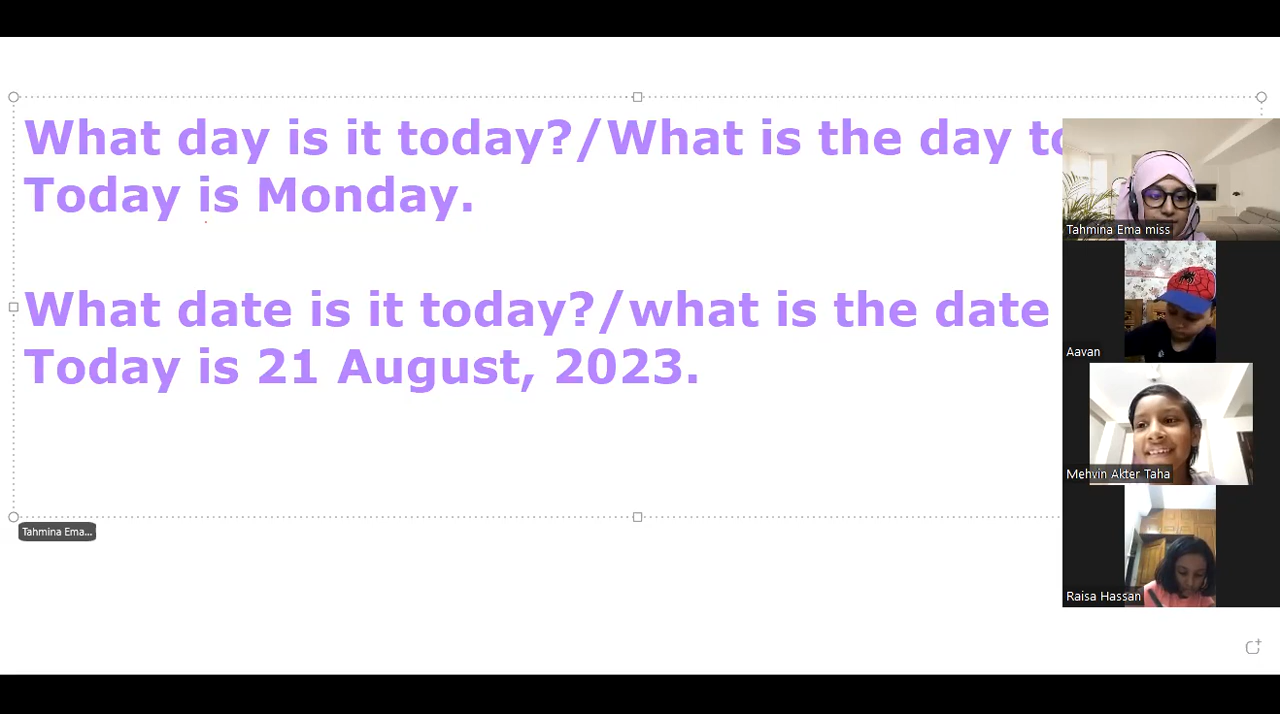 What day is it today?/What is the day
Today is Monday.
What date is it today?/what is the date
Today is 21 August, 2023.
Tahmina Ema...
Tahmina Ema miss
Aavan
Mehvin Akter Taha
Raisa Hassan